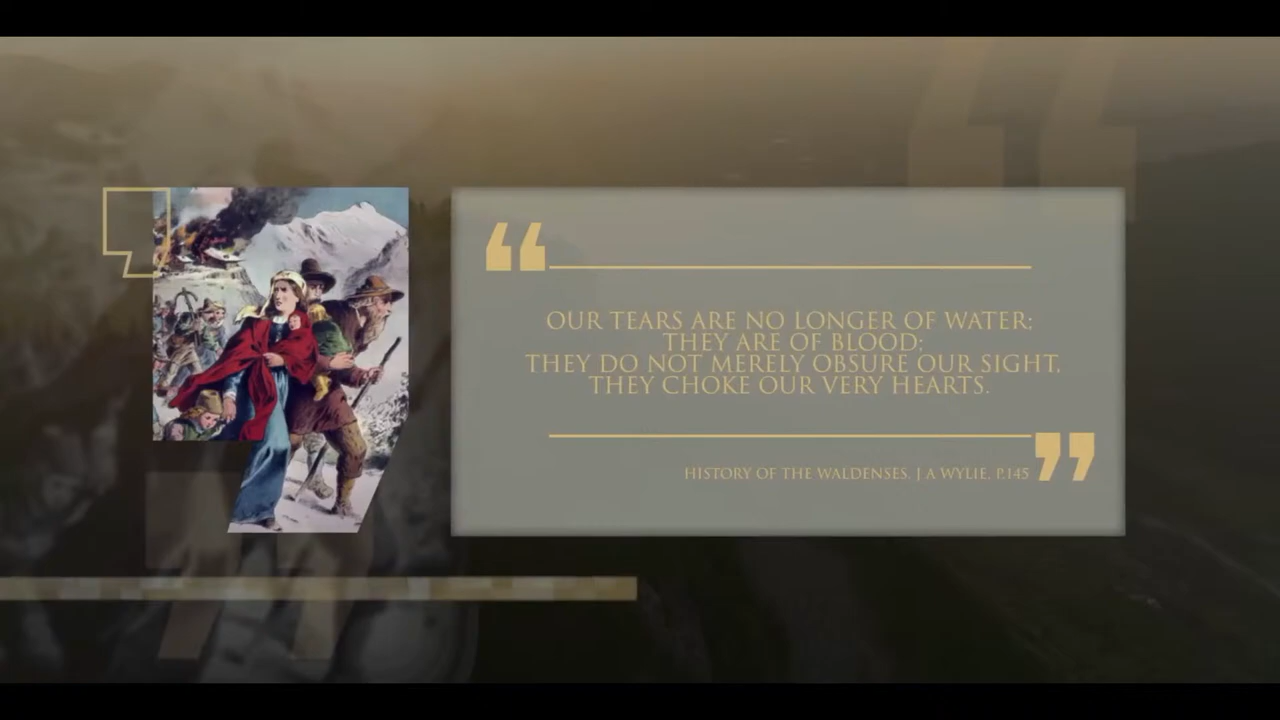 OUR TEARS ARE NO LONGER OF WATER;
THEY ARE OF BLOOD;
THEY DO NOT MERELY OBSURE OUR SIGHT,
THEY CHOKE OUR VERY HEARTS.
HISTORY OF THE WALDENSES. J A WYLIE, P.145